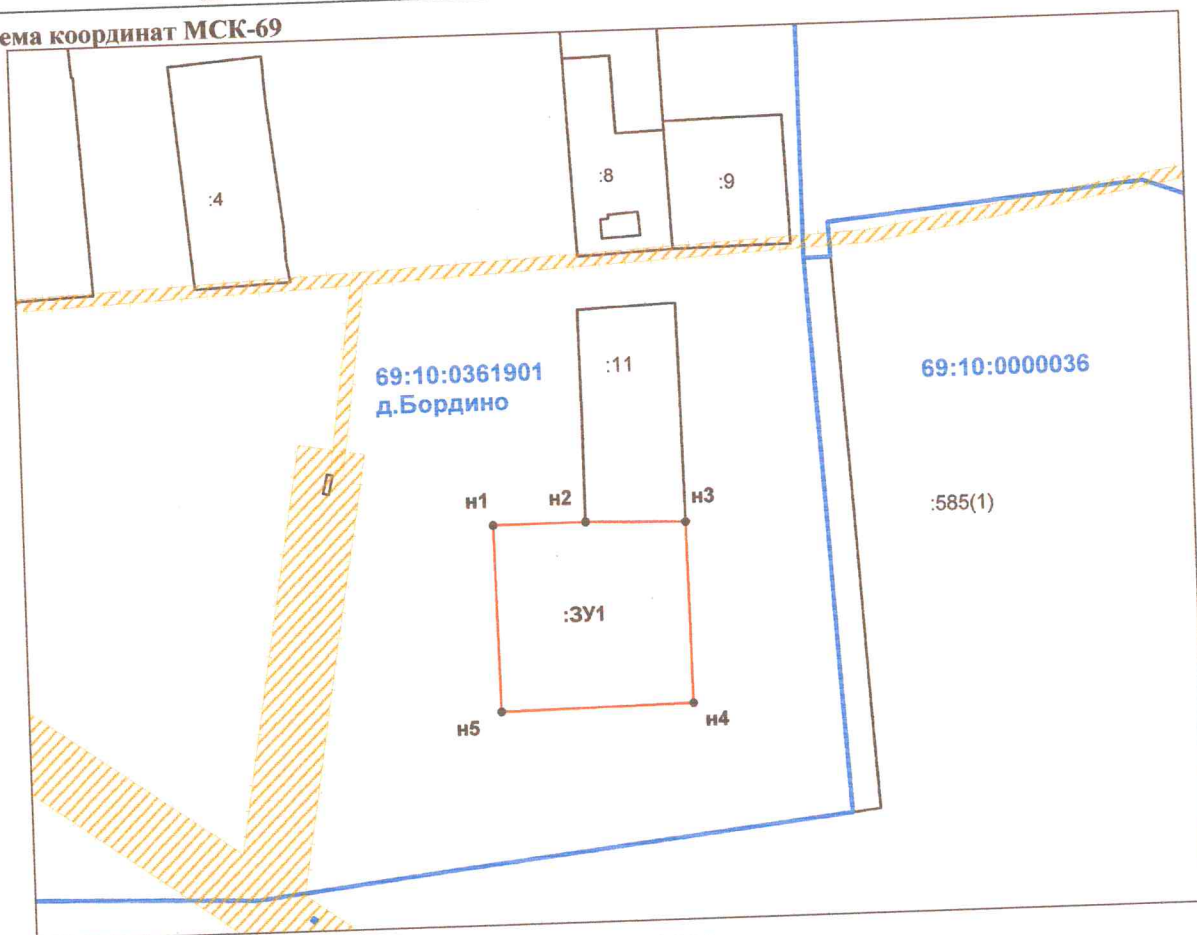 ема координат МСК-69
:4
:8
:9
69:10:0361901
д.Бордино
:11
69:10:0000036
:585(1)
н1
н2
н3
:ЗУ1
н5
н4